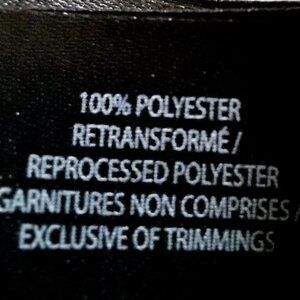 100% POLYESTER
RETRANSFORMÉ /
REPROCESSED POLYESTER
GARNITURES NON COMPRISES /
EXCLUSIVE OF TRIMMINGS